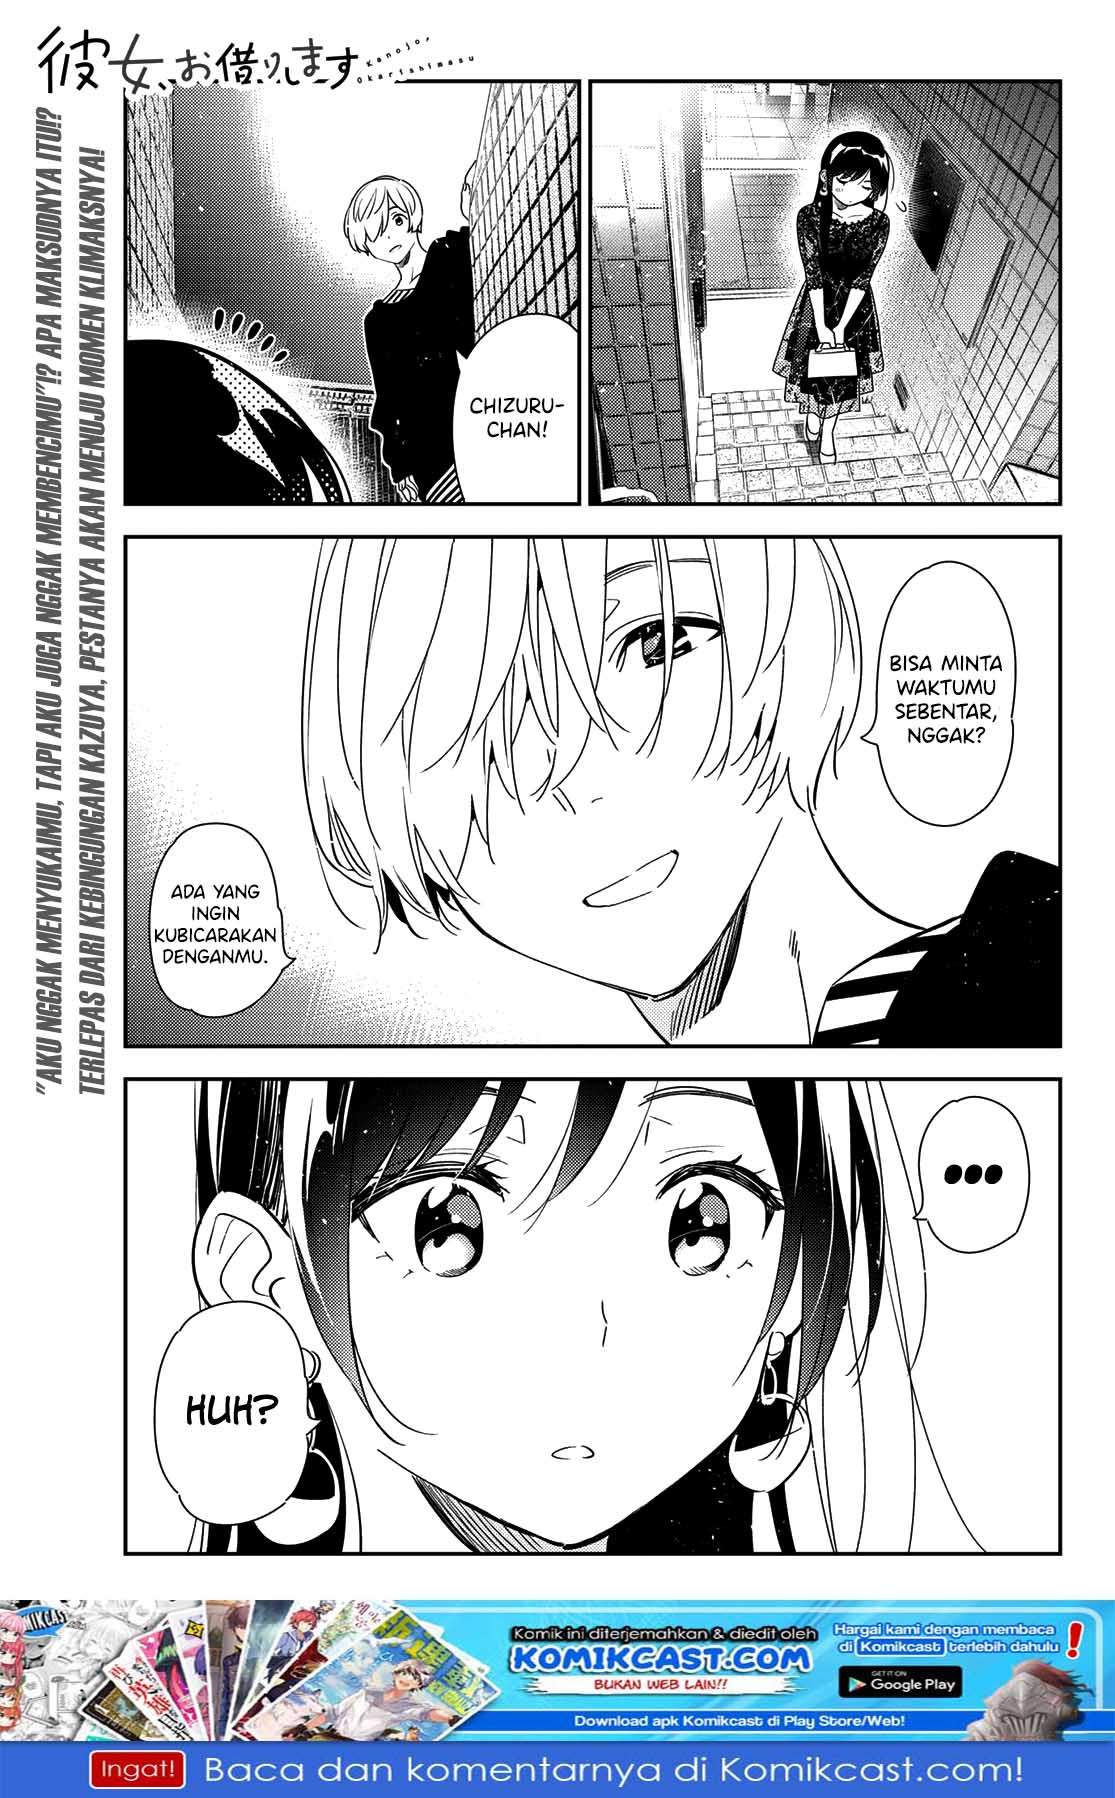 彼女、お借りします
Kanojo, Okarishimasu
"AKU NGGAK MENYUKAIMU, TAPI AKU JUGA NGGAK MEMBENCIMU"!? APA MAKSUDNYA ITU!?
TERLEPAS DARI KEBINGUNGAN KAZUYA, PESTANYA AKAN MENUJU MOMEN KLIMAKSNYA!
CHIZURU-
CHAN!
BISA MINTA
WAKTUMU
SEBENTAR,
NGGAK?
ADA YANG
INGIN
KUBICARAKAN
DENGANMU.
...
HUH?
Komik ini diterjemahkan & diedit oleh
KOMIKCAST.COM
BUKAN WEB LAIN!!
Hargai kami dengan membaca
di Komikcast terlebih dahulu !
GET IT ON
Google Play
Download apk Komikcast di Play Store/Web!
Ingat! Baca dan komentarnya di Komikcast.com!